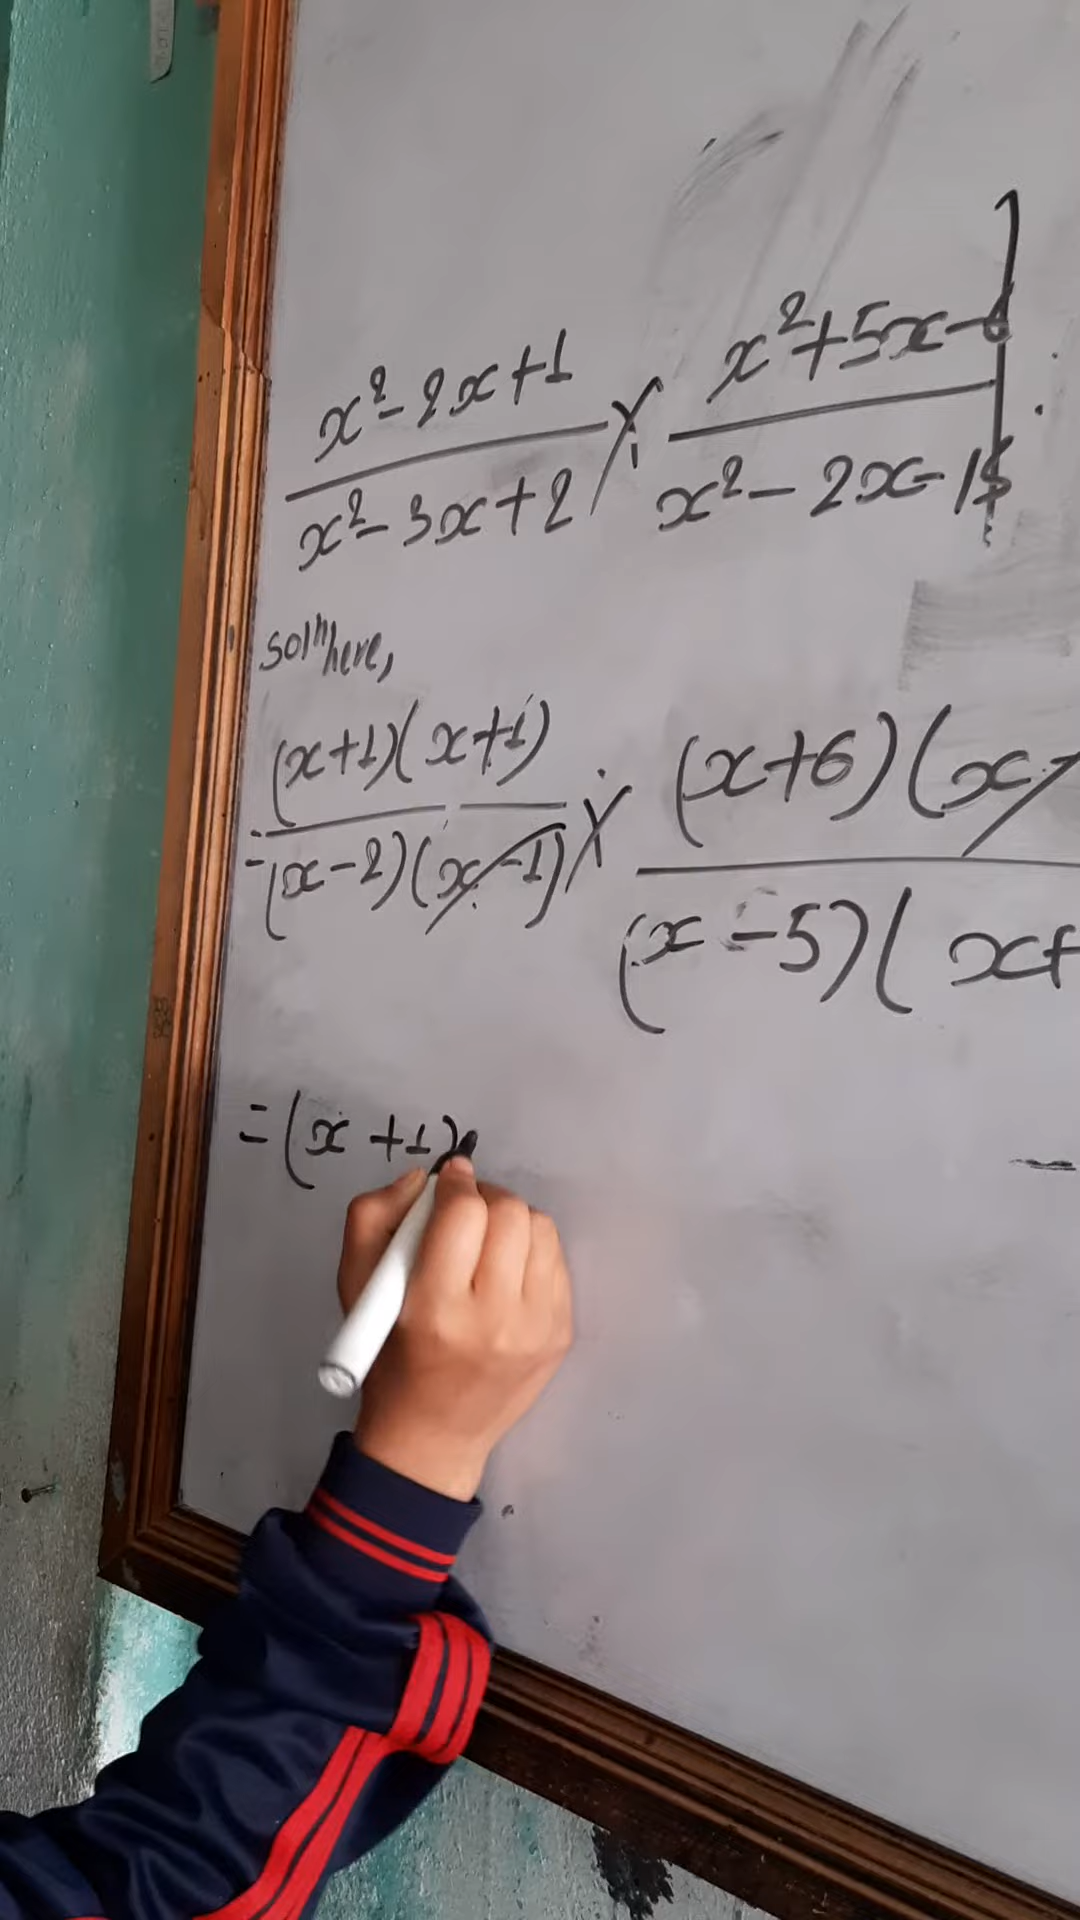 x²-2x+1 / x²-3x+2 × x²+5x-6 / x²-2x-15
solⁿ here,
= (x+1)(x+1) / (x-2)(x-1) × (x+6)(x- / (x-5)(x+
= (x+1)